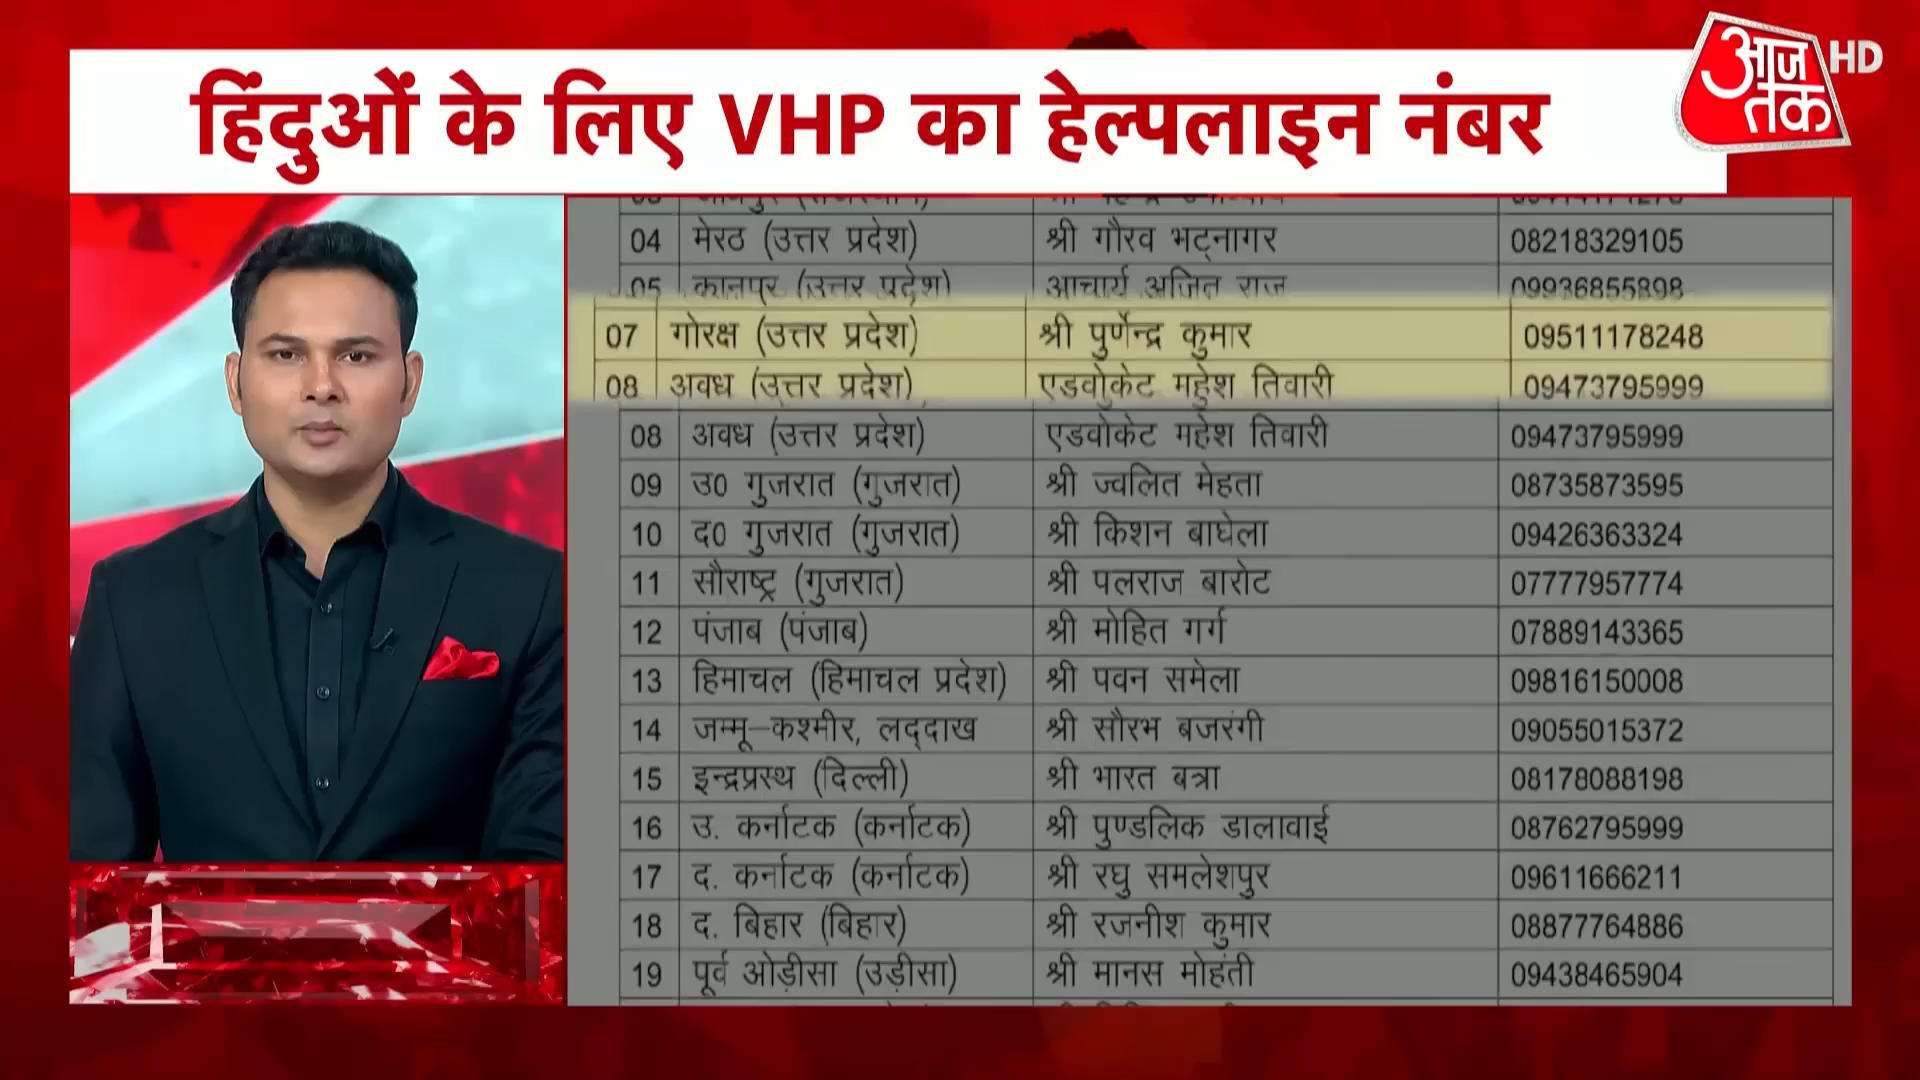 आज तक HD
हिंदुओं के लिए VHP का हेल्पलाइन नंबर
04 मेरठ (उत्तर प्रदेश) श्री गौरव भट्नागर 08218329105
05 कानपुर (उत्तर प्रदेश) आचार्य अजित राज 09936855898
07 गोरक्ष (उत्तर प्रदेश) श्री पुर्णेन्द्र कुमार 09511178248
08 अवध (उत्तर प्रदेश) एडवोकेट महेश तिवारी 09473795999
08 अवध (उत्तर प्रदेश) एडवोकेट महेश तिवारी 09473795999
09 उ0 गुजरात (गुजरात) श्री ज्वलित मेहता 08735873595
10 द0 गुजरात (गुजरात) श्री किशन बाघेला 09426363324
11 सौराष्ट्र (गुजरात) श्री पलराज बारोट 07777957774
12 पंजाब (पंजाब) श्री मोहित गर्ग 07889143365
13 हिमाचल (हिमाचल प्रदेश) श्री पवन समेला 09816150008
14 जम्मू–कश्मीर, लद्दाख श्री सौरभ बजरंगी 09055015372
15 इन्द्रप्रस्थ (दिल्ली) श्री भारत बत्रा 08178088198
16 उ. कर्नाटक (कर्नाटक) श्री पुण्डलिक डालावाई 08762795999
17 द. कर्नाटक (कर्नाटक) श्री रघु समलेशपुर 09611666211
18 द. बिहार (बिहार) श्री रजनीश कुमार 08877764886
19 पूर्व ओड़ीसा (उड़ीसा) श्री मानस मोहंती 09438465904